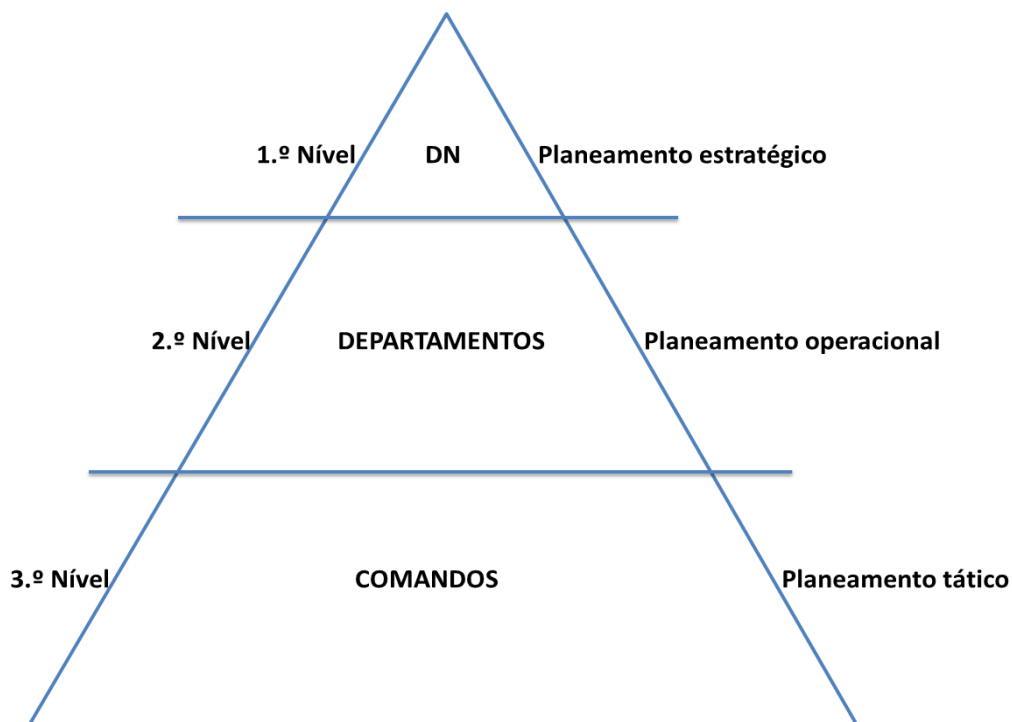 1.º Nível DN Planeamento estratégico
2.º Nível DEPARTAMENTOS Planeamento operacional
3.º Nível COMANDOS Planeamento tático